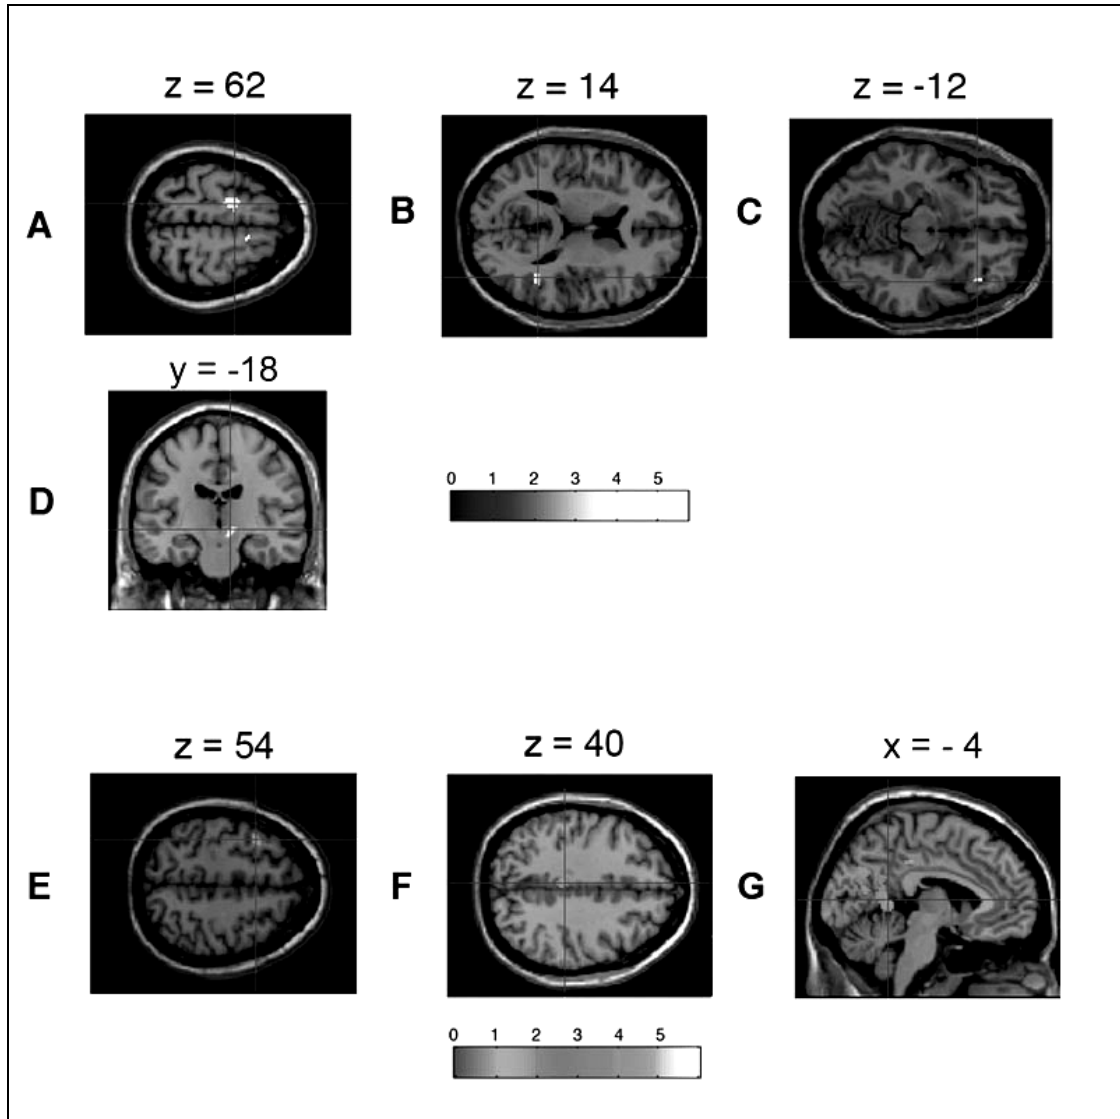 z = 62
z = 14
z = -12
A
B
C
y = -18
D
0 1 2 3 4 5
z = 54
z = 40
x = - 4
E
F
G
0 1 2 3 4 5